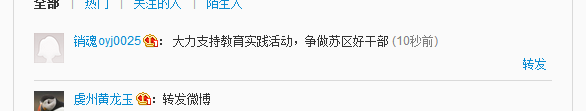 全部 | 热门 | 关注的人 | 陌生人
销魂oyj0025：大力支持教育实践活动，争做苏区好干部 (10秒前)
转发
虔州黄龙玉：转发微博